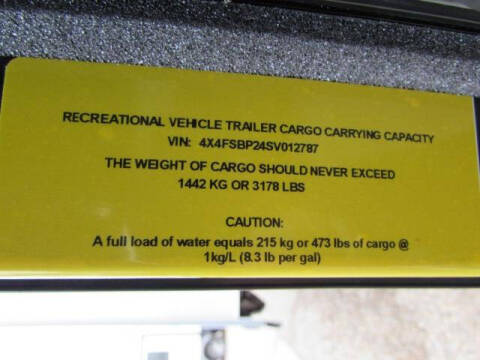 RECREATIONAL VEHICLE TRAILER CARGO CARRYING CAPACITY
VIN: 4X4FSBP24SV012787
THE WEIGHT OF CARGO SHOULD NEVER EXCEED
1442 KG OR 3178 LBS
CAUTION:
A full load of water equals 215 kg or 473 lbs of cargo @
1kg/L (8.3 lb per gal)